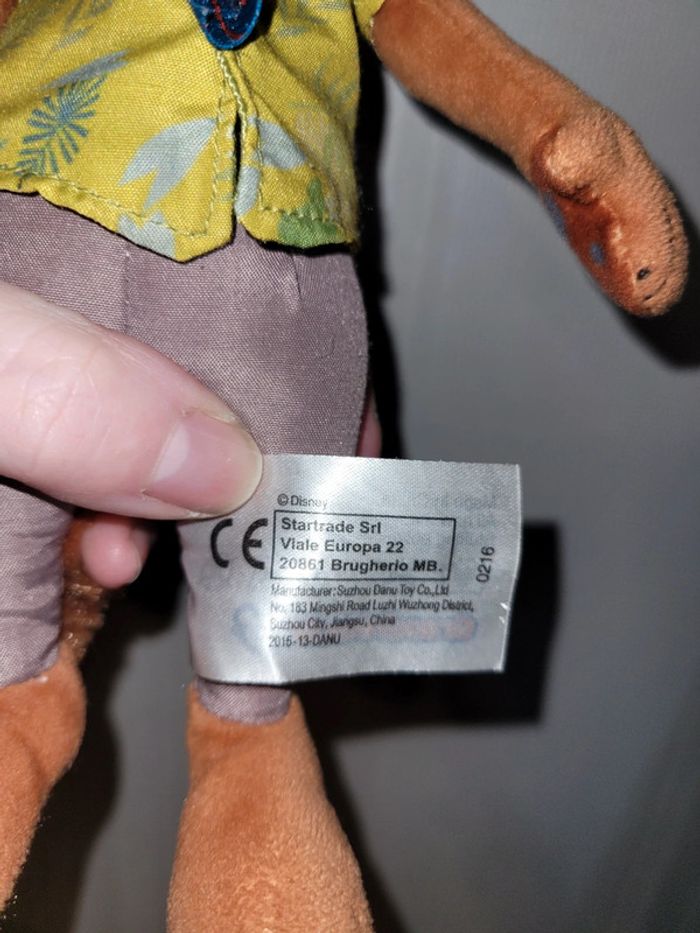 © Disney
CE
Startrade Srl
Viale Europa 22
20861 Brugherio MB.
Manufacturer: Suzhou Danu Toy Co.,Ltd
No. 183 Mingshi Road Luzhi Wuzhong District,
Suzhou City, Jiangsu, China
2015-13-DANU
0216